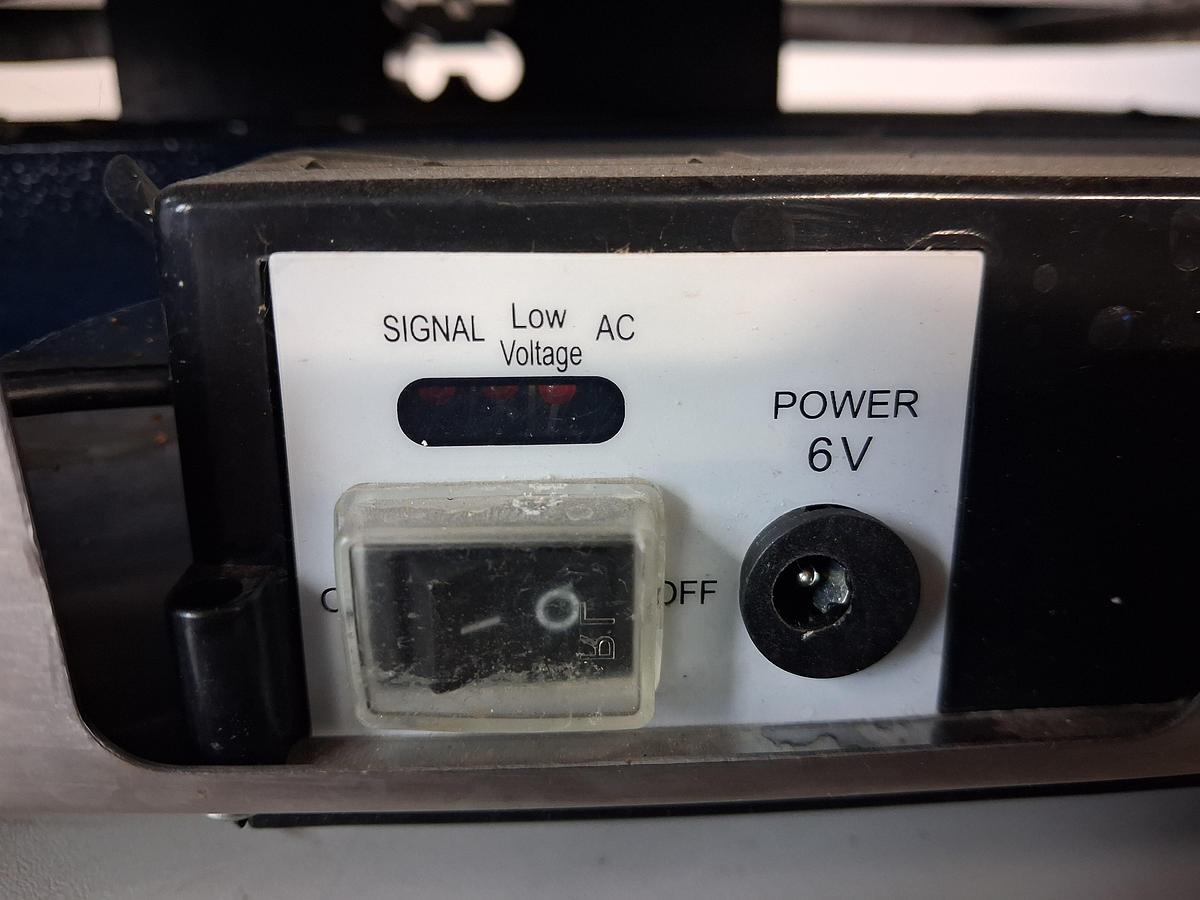 SIGNAL Low Voltage AC
POWER
6V
OFF